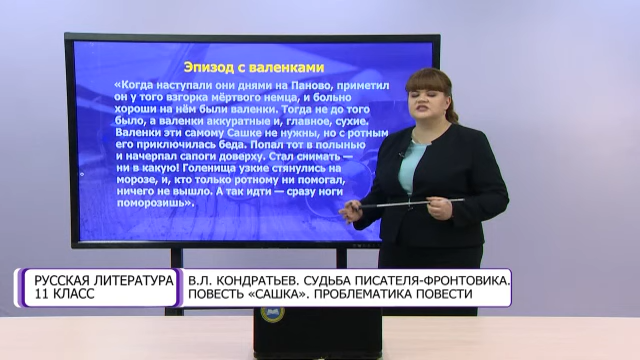 Эпизод с валенками
«Когда наступали они днями на Паново, приметил
он у того взгорка мёртвого немца, и больно
хороши на нём были валенки. Тогда не до того
было, а валенки аккуратные и, главное, сухие.
Валенки эти самому Сашке не нужны, но с ротным
его приключилась беда. Попал тот в полынью
и начерпал сапоги доверху. Стал снимать —
ни в какую! Голенища узкие стянулись на
морозе, и, кто только ротному ни помогал,
ничего не вышло. А так идти — сразу ноги
поморозишь».
РУССКАЯ ЛИТЕРАТУРА
11 КЛАСС
В.Л. КОНДРАТЬЕВ. СУДЬБА ПИСАТЕЛЯ-ФРОНТОВИКА.
ПОВЕСТЬ «САШКА». ПРОБЛЕМАТИКА ПОВЕСТИ